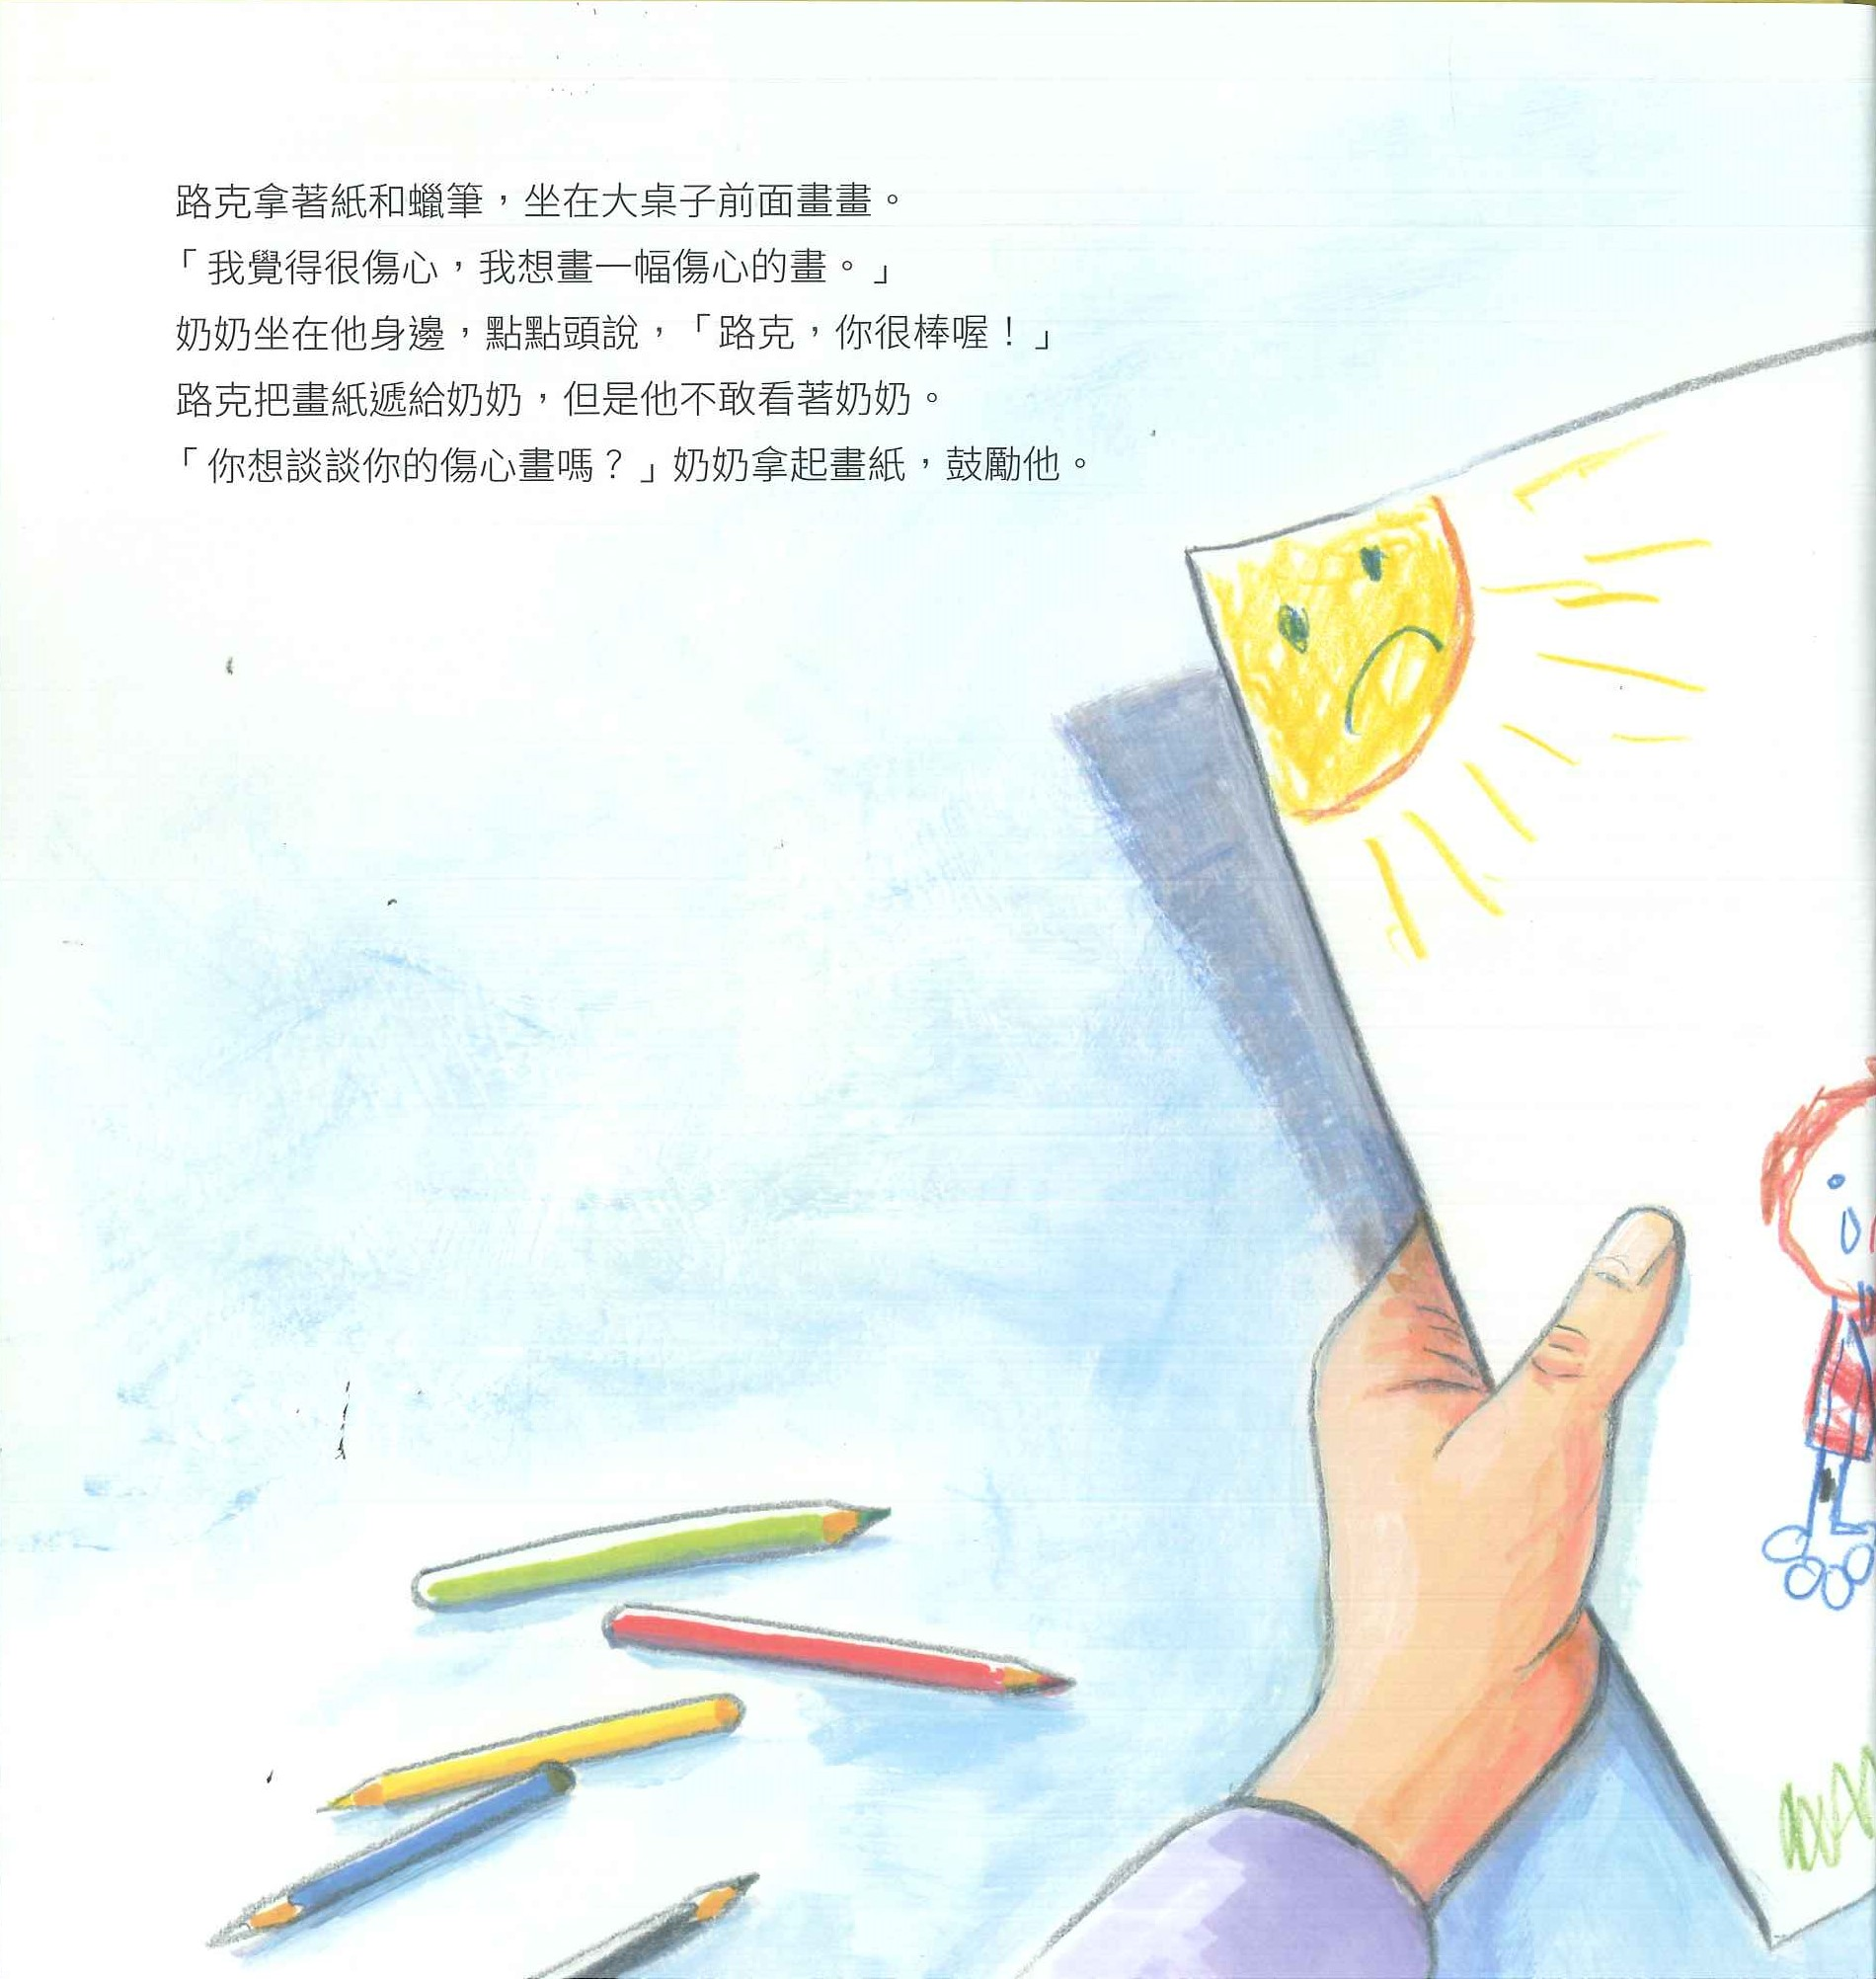 路克拿著紙和蠟筆，坐在大桌子前面畫畫。
「我覺得很傷心，我想畫一幅傷心的畫。」
奶奶坐在他身邊，點點頭說，「路克，你很棒喔！」
路克把畫紙遞給奶奶，但是他不敢看著奶奶。
「你想談談你的傷心畫嗎？」奶奶拿起畫紙，鼓勵他。